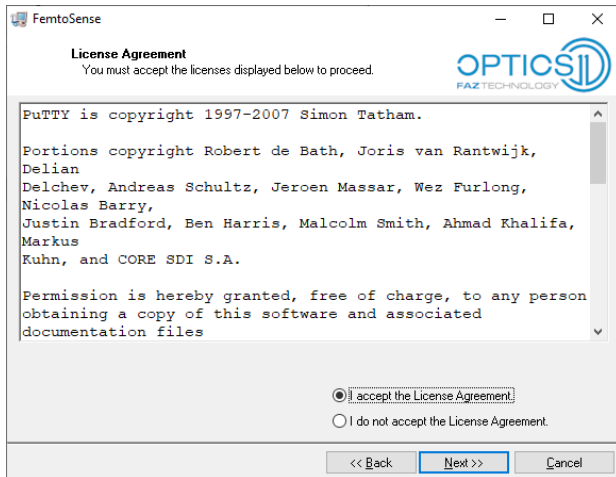 FemtoSense
License Agreement
You must accept the licenses displayed below to proceed.
OPTICS11
FAZ TECHNOLOGY
PuTTY is copyright 1997-2007 Simon Tatham.
Portions copyright Robert de Bath, Joris van Rantwijk,
Delian
Delchev, Andreas Schultz, Jeroen Massar, Wez Furlong,
Nicolas Barry,
Justin Bradford, Ben Harris, Malcolm Smith, Ahmad Khalifa,
Markus
Kuhn, and CORE SDI S.A.
Permission is hereby granted, free of charge, to any person
obtaining a copy of this software and associated
documentation files
I accept the License Agreement.
I do not accept the License Agreement.
<< Back
Next >>
Cancel